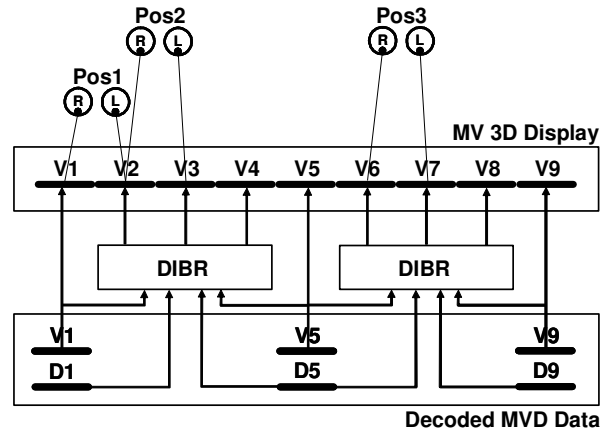 Pos2
Pos3
R L
R L
Pos1
R L
MV 3D Display
V1 V2 V3 V4 V5 V6 V7 V8 V9
DIBR DIBR
V1 V5 V9
D1 D5 D9
Decoded MVD Data